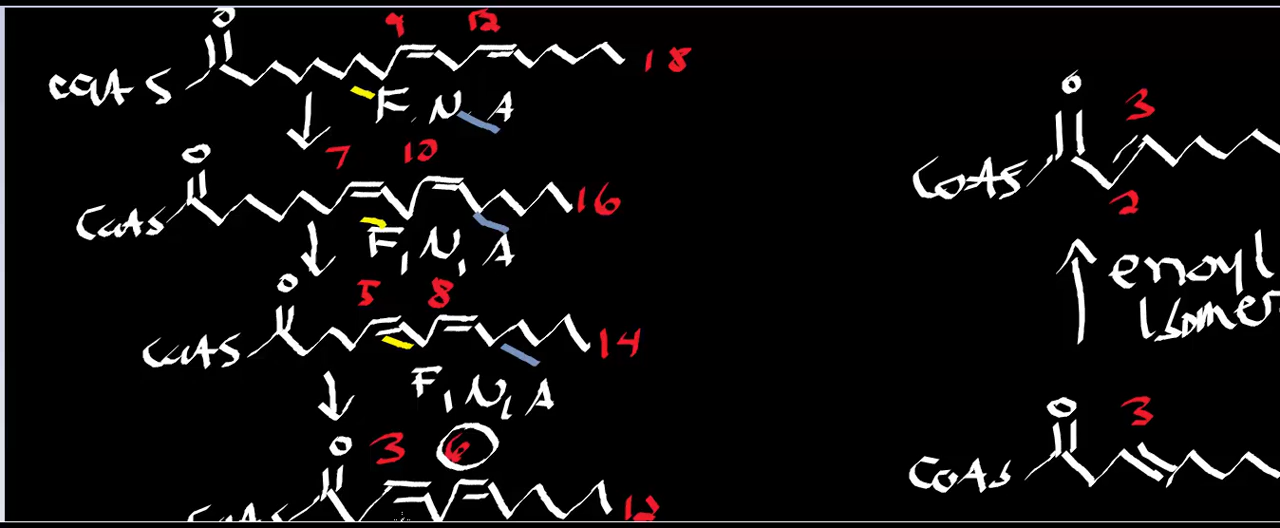 O
9 12
CoAS 18
F, N, A
O
7 10
CoAS 16
F, N, A
O
5 8
CoAS 14
F, N, A
O
3 6
CoAS 12
O
3
CoAS
2
enoyl
Isomer
O
3
CoAS